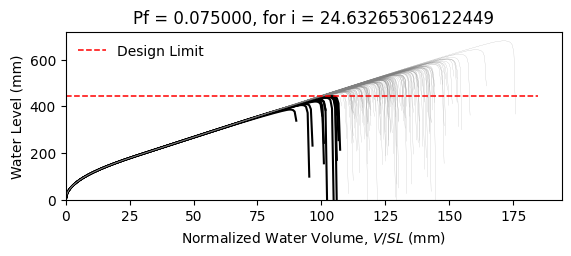 Pf = 0.075000, for i = 24.63265306122449
Design Limit
Water Level (mm)
600
400
200
0
0 25 50 75 100 125 150 175
Normalized Water Volume, V/SL (mm)